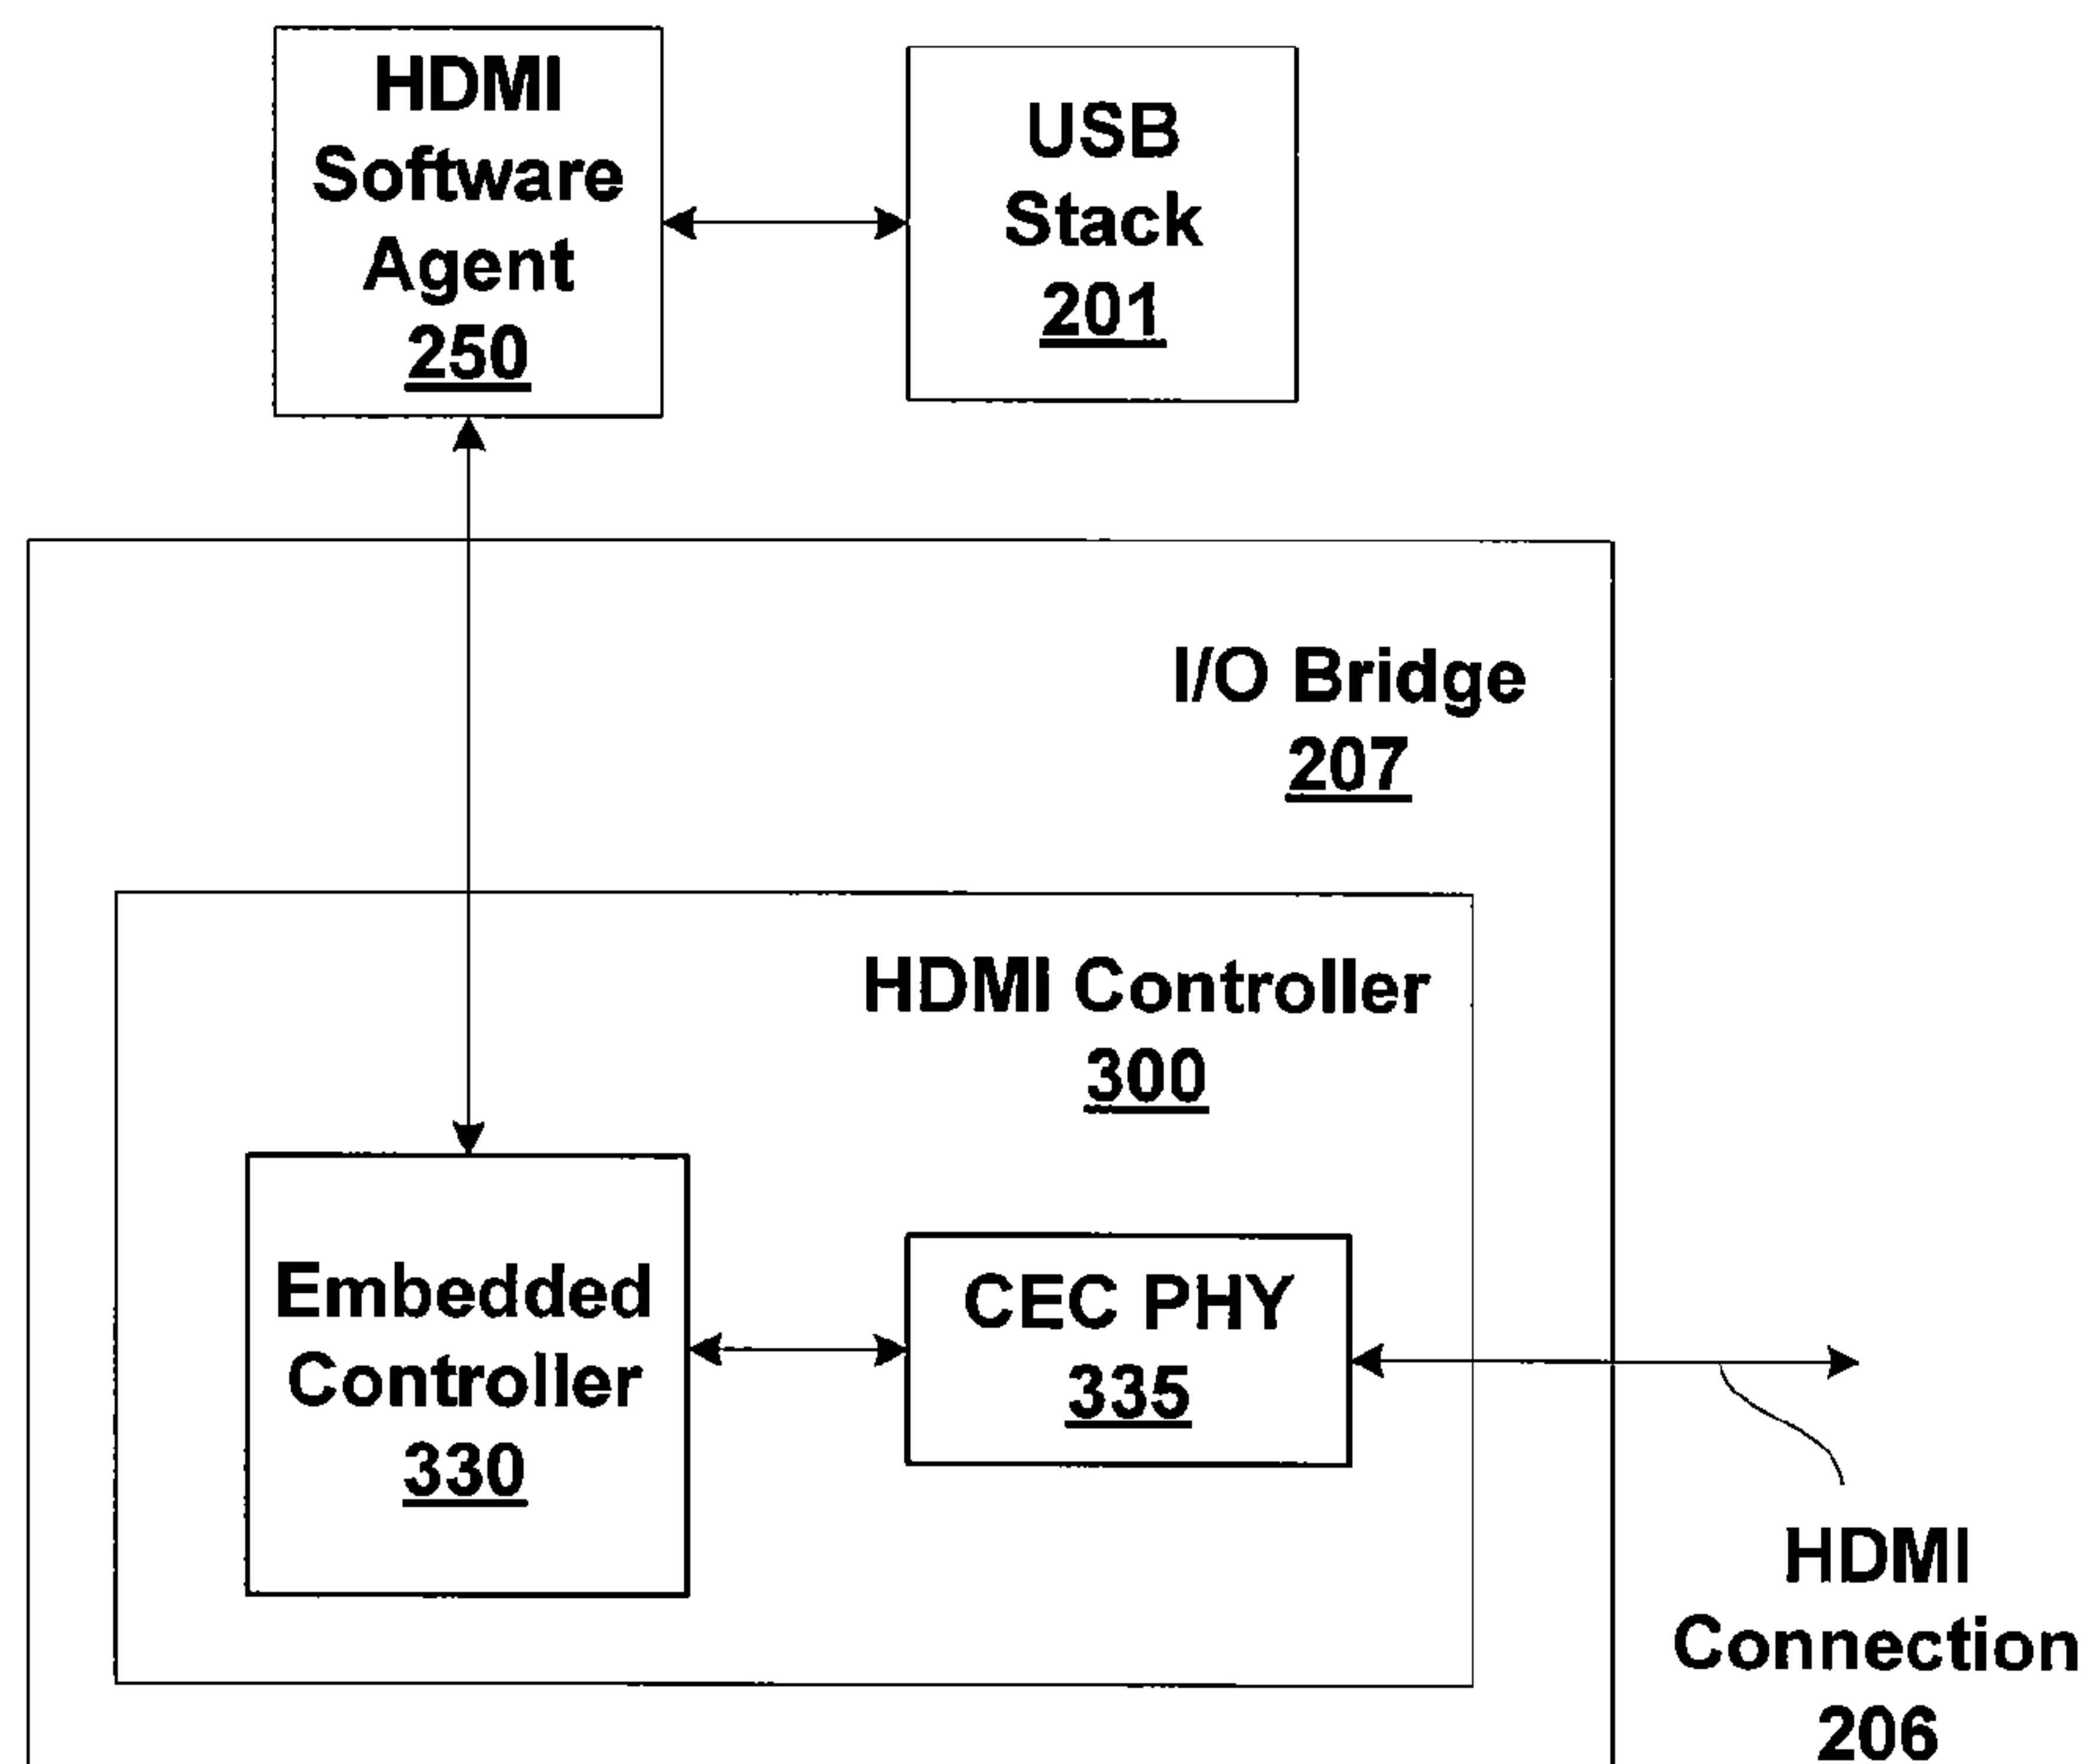 HDMI
Software
Agent
250
USB
Stack
201
I/O Bridge
207
HDMI Controller
300
Embedded
Controller
330
CEC PHY
335
HDMI
Connection
206